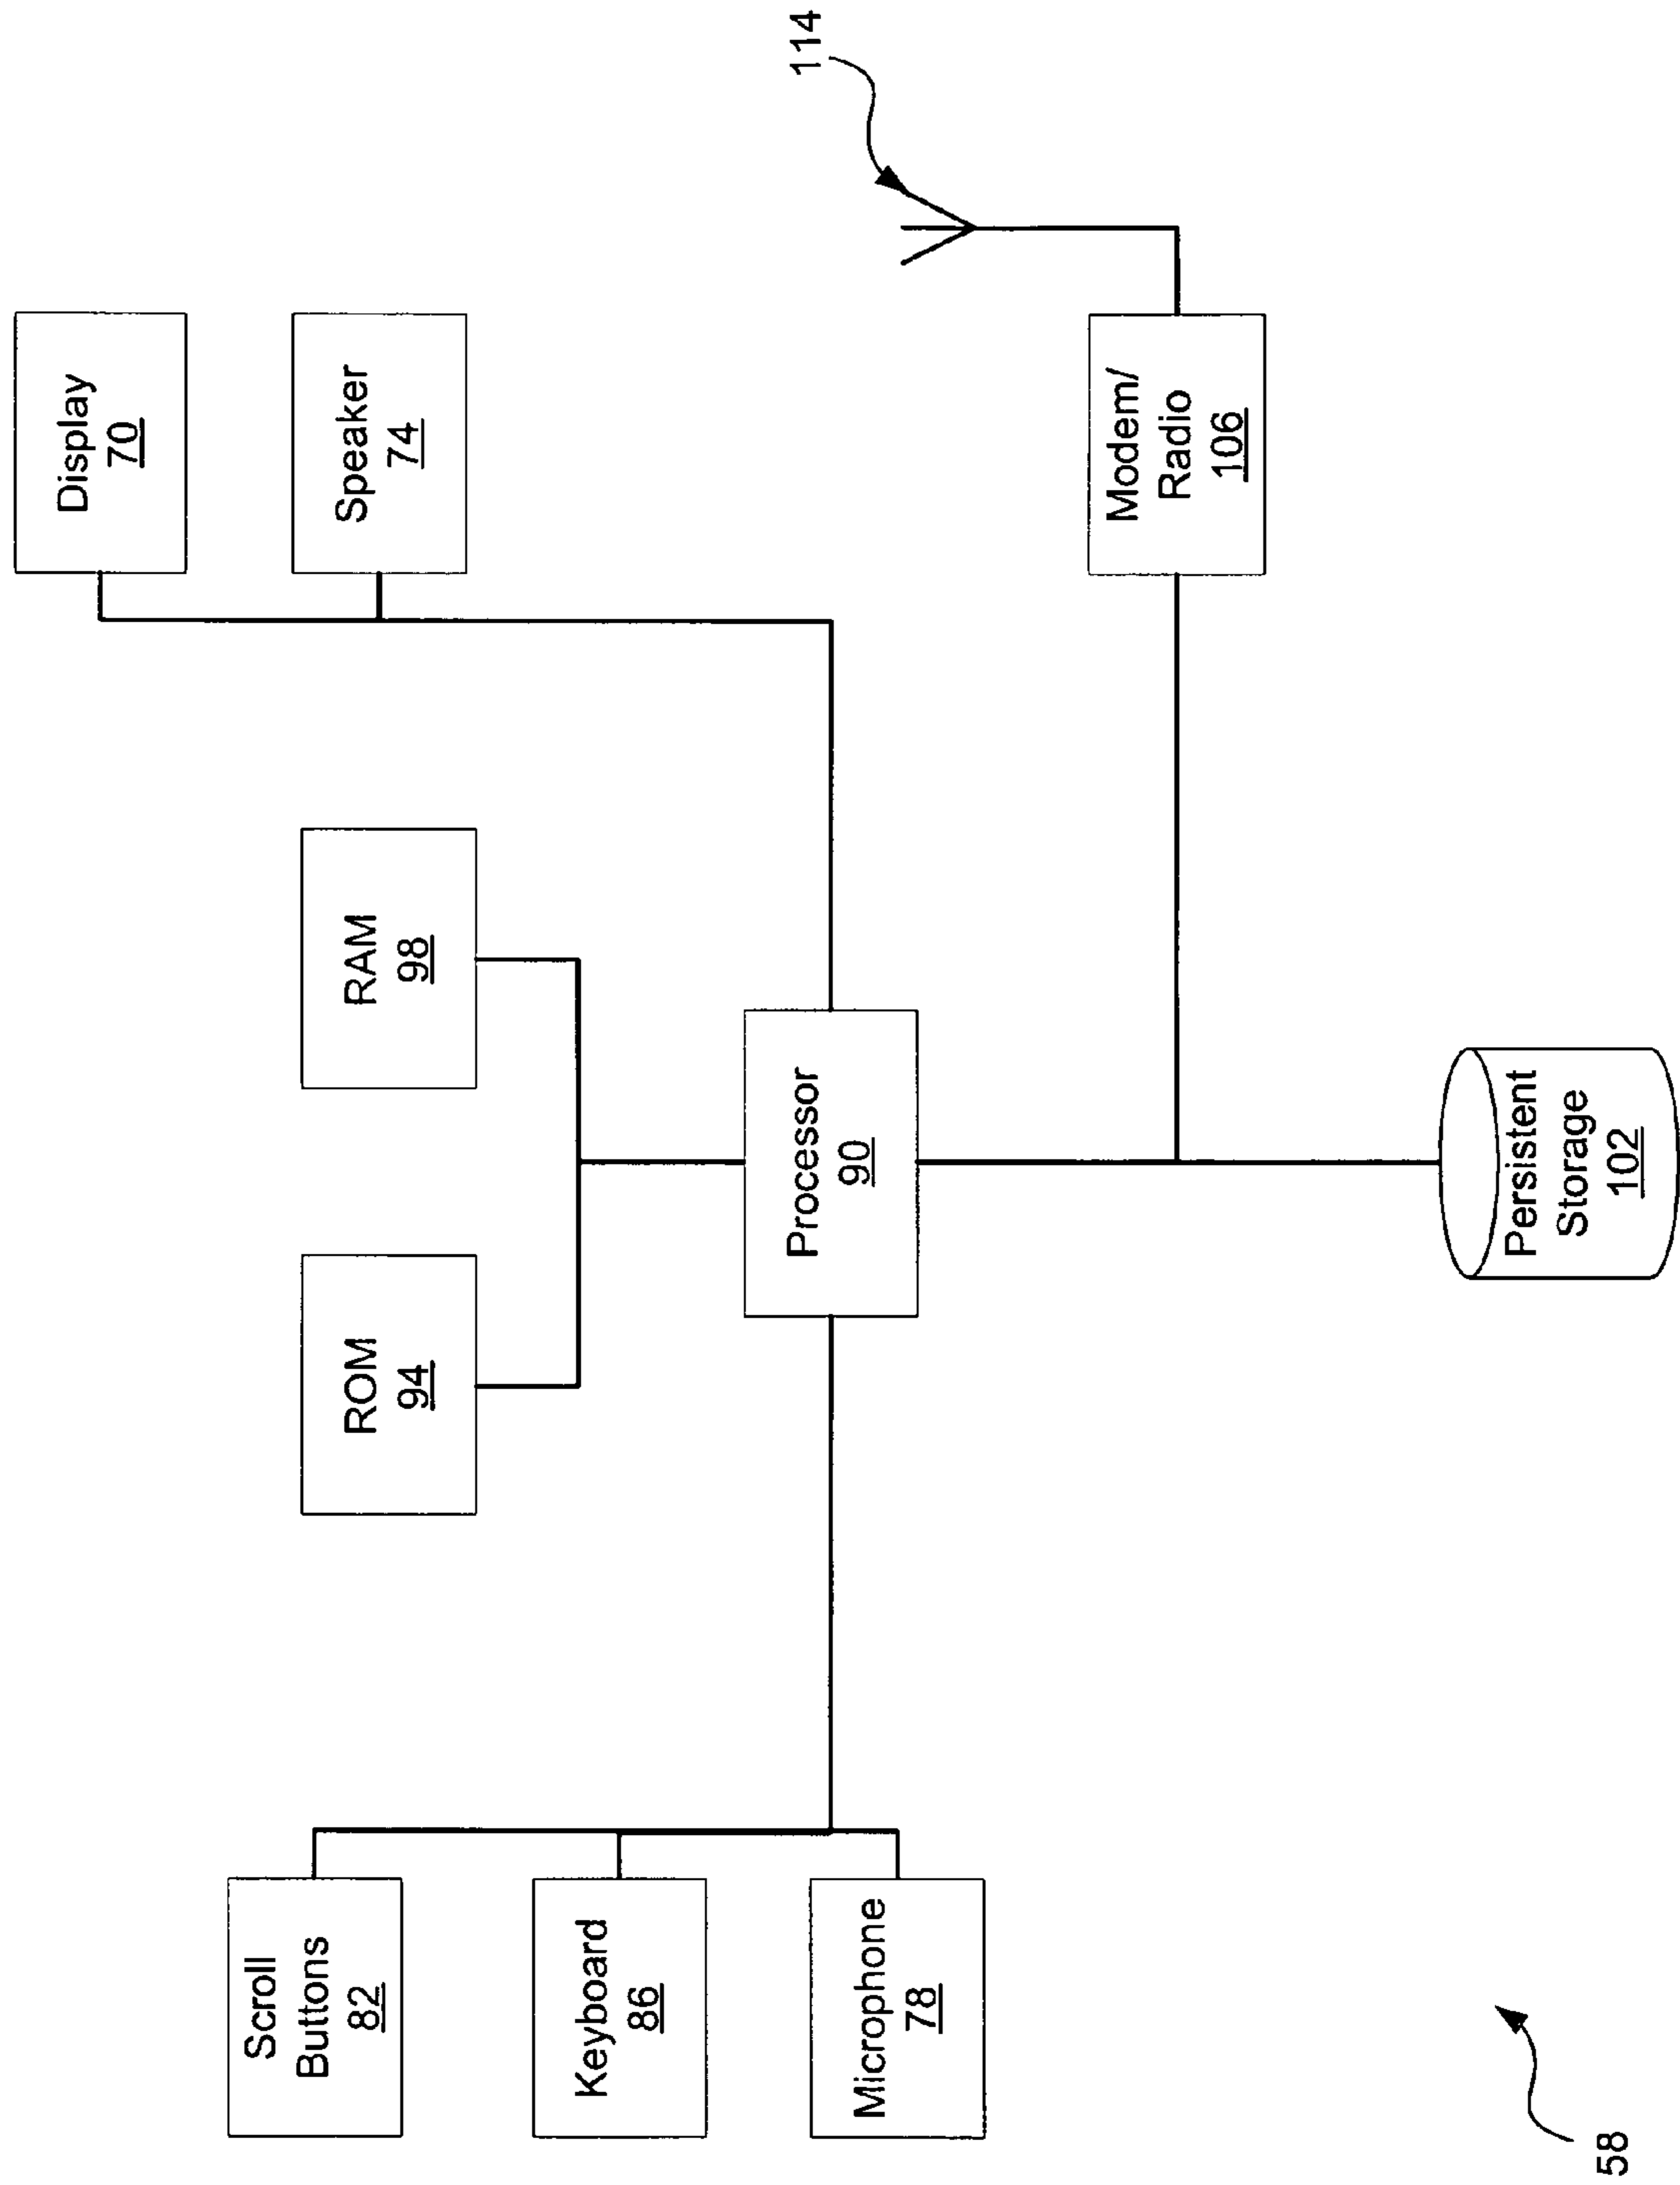 Display
70
Speaker
74
RAM
98
ROM
94
Scroll
Buttons
82
Keyboard
86
Microphone
78
Processor
90
114
Modem/
Radio
106
Persistent
Storage
102
58